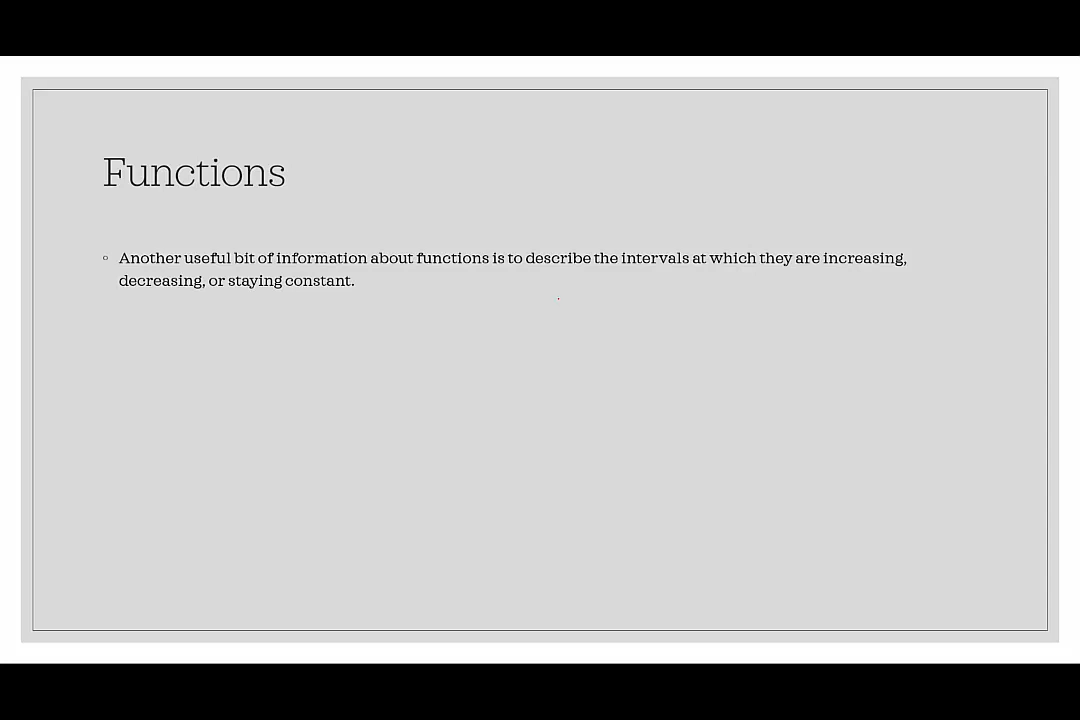 Functions
Another useful bit of information about functions is to describe the intervals at which they are increasing,
decreasing, or staying constant.